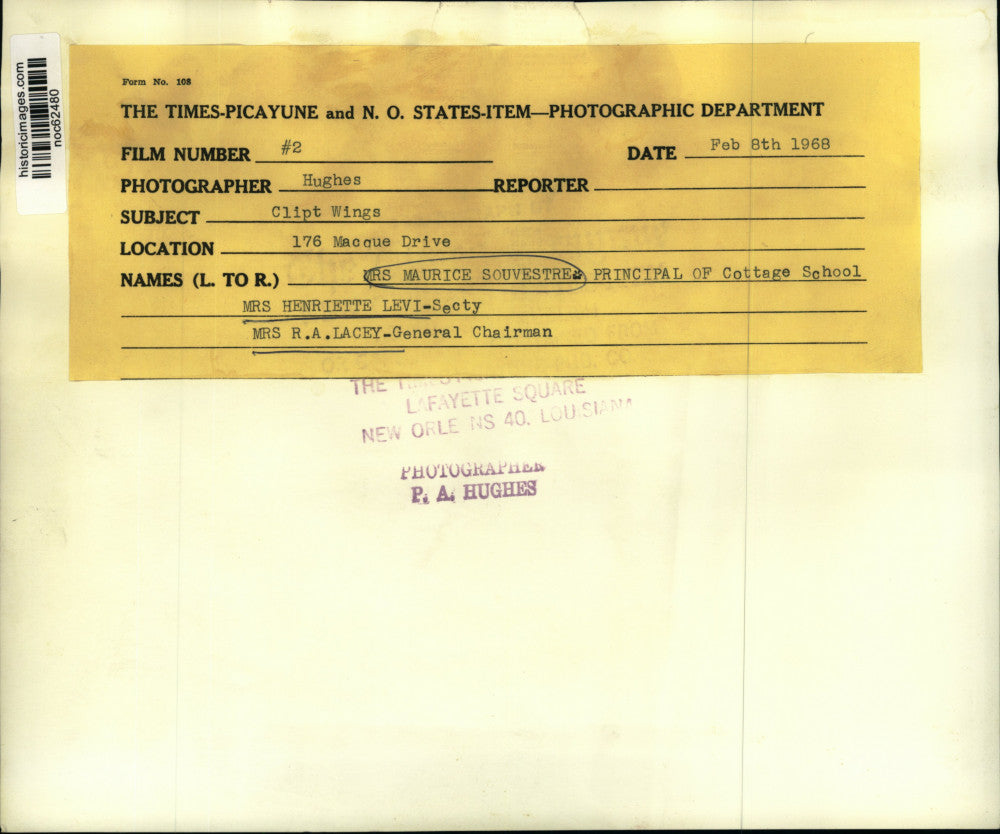 historicimages.com
noc62480
Form No. 108
THE TIMES-PICAYUNE and N. O. STATES-ITEM—PHOTOGRAPHIC DEPARTMENT
FILM NUMBER #2 DATE Feb 8th 1968
PHOTOGRAPHER Hughes REPORTER
SUBJECT Clipt Wings
LOCATION 176 Macque Drive
NAMES (L. TO R.) MRS MAURICE SOUVESTRE PRINCIPAL OF Cottage School
MRS HENRIETTE LEVI-Secty
MRS R.A.LACEY-General Chairman
THE
LAFAYETTE SQUARE
NEW ORLE NS 40, LOUISIANA
PHOTOGRAPHER
P. A. HUGHES